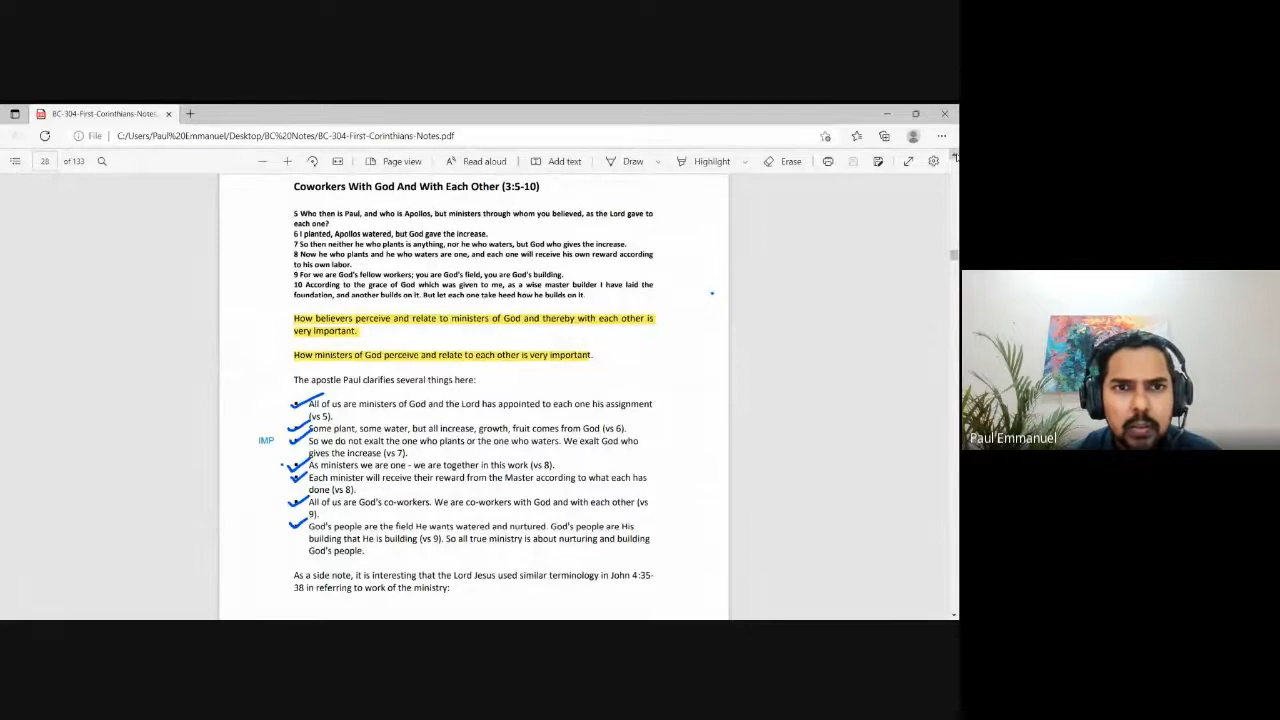 BC-304-First-Corinthians-Notes.
File
C:/Users/Paul%20Emmanuel/Desktop/BC%20Notes/BC-304-First-Corinthians-Notes.pdf
28 of 133
Page view
Read aloud
Add text
Draw
Highlight
Erase
Coworkers With God And With Each Other (3:5-10)
5 Who then is Paul, and who is Apollos, but ministers through whom you believed, as the Lord gave to
each one?
6 I planted, Apollos watered, but God gave the increase.
7 So then neither he who plants is anything, nor he who waters, but God who gives the increase.
8 Now he who plants and he who waters are one, and each one will receive his own reward according
to his own labor.
9 For we are God's fellow workers; you are God's field, you are God's building.
10 According to the grace of God which was given to me, as a wise master builder I have laid the
foundation, and another builds on it. But let each one take heed how he builds on it.
How believers perceive and relate to ministers of God and thereby with each other is
very important.
How ministers of God perceive and relate to each other is very important.
The apostle Paul clarifies several things here:
All of us are ministers of God and the Lord has appointed to each one his assignment
(vs 5).
Some plant, some water, but all increase, growth, fruit comes from God (vs 6).
IMP
So we do not exalt the one who plants or the one who waters. We exalt God who
gives the increase (vs 7).
As ministers we are one - we are together in this work (vs 8).
Each minister will receive their reward from the Master according to what each has
done (vs 8).
All of us are God's co-workers. We are co-workers with God and with each other (vs
9).
God's people are the field He wants watered and nurtured. God's people are His
building that He is building (vs 9). So all true ministry is about nurturing and building
God's people.
As a side note, it is interesting that the Lord Jesus used similar terminology in John 4:35-
38 in referring to work of the ministry:
Paul Emmanuel